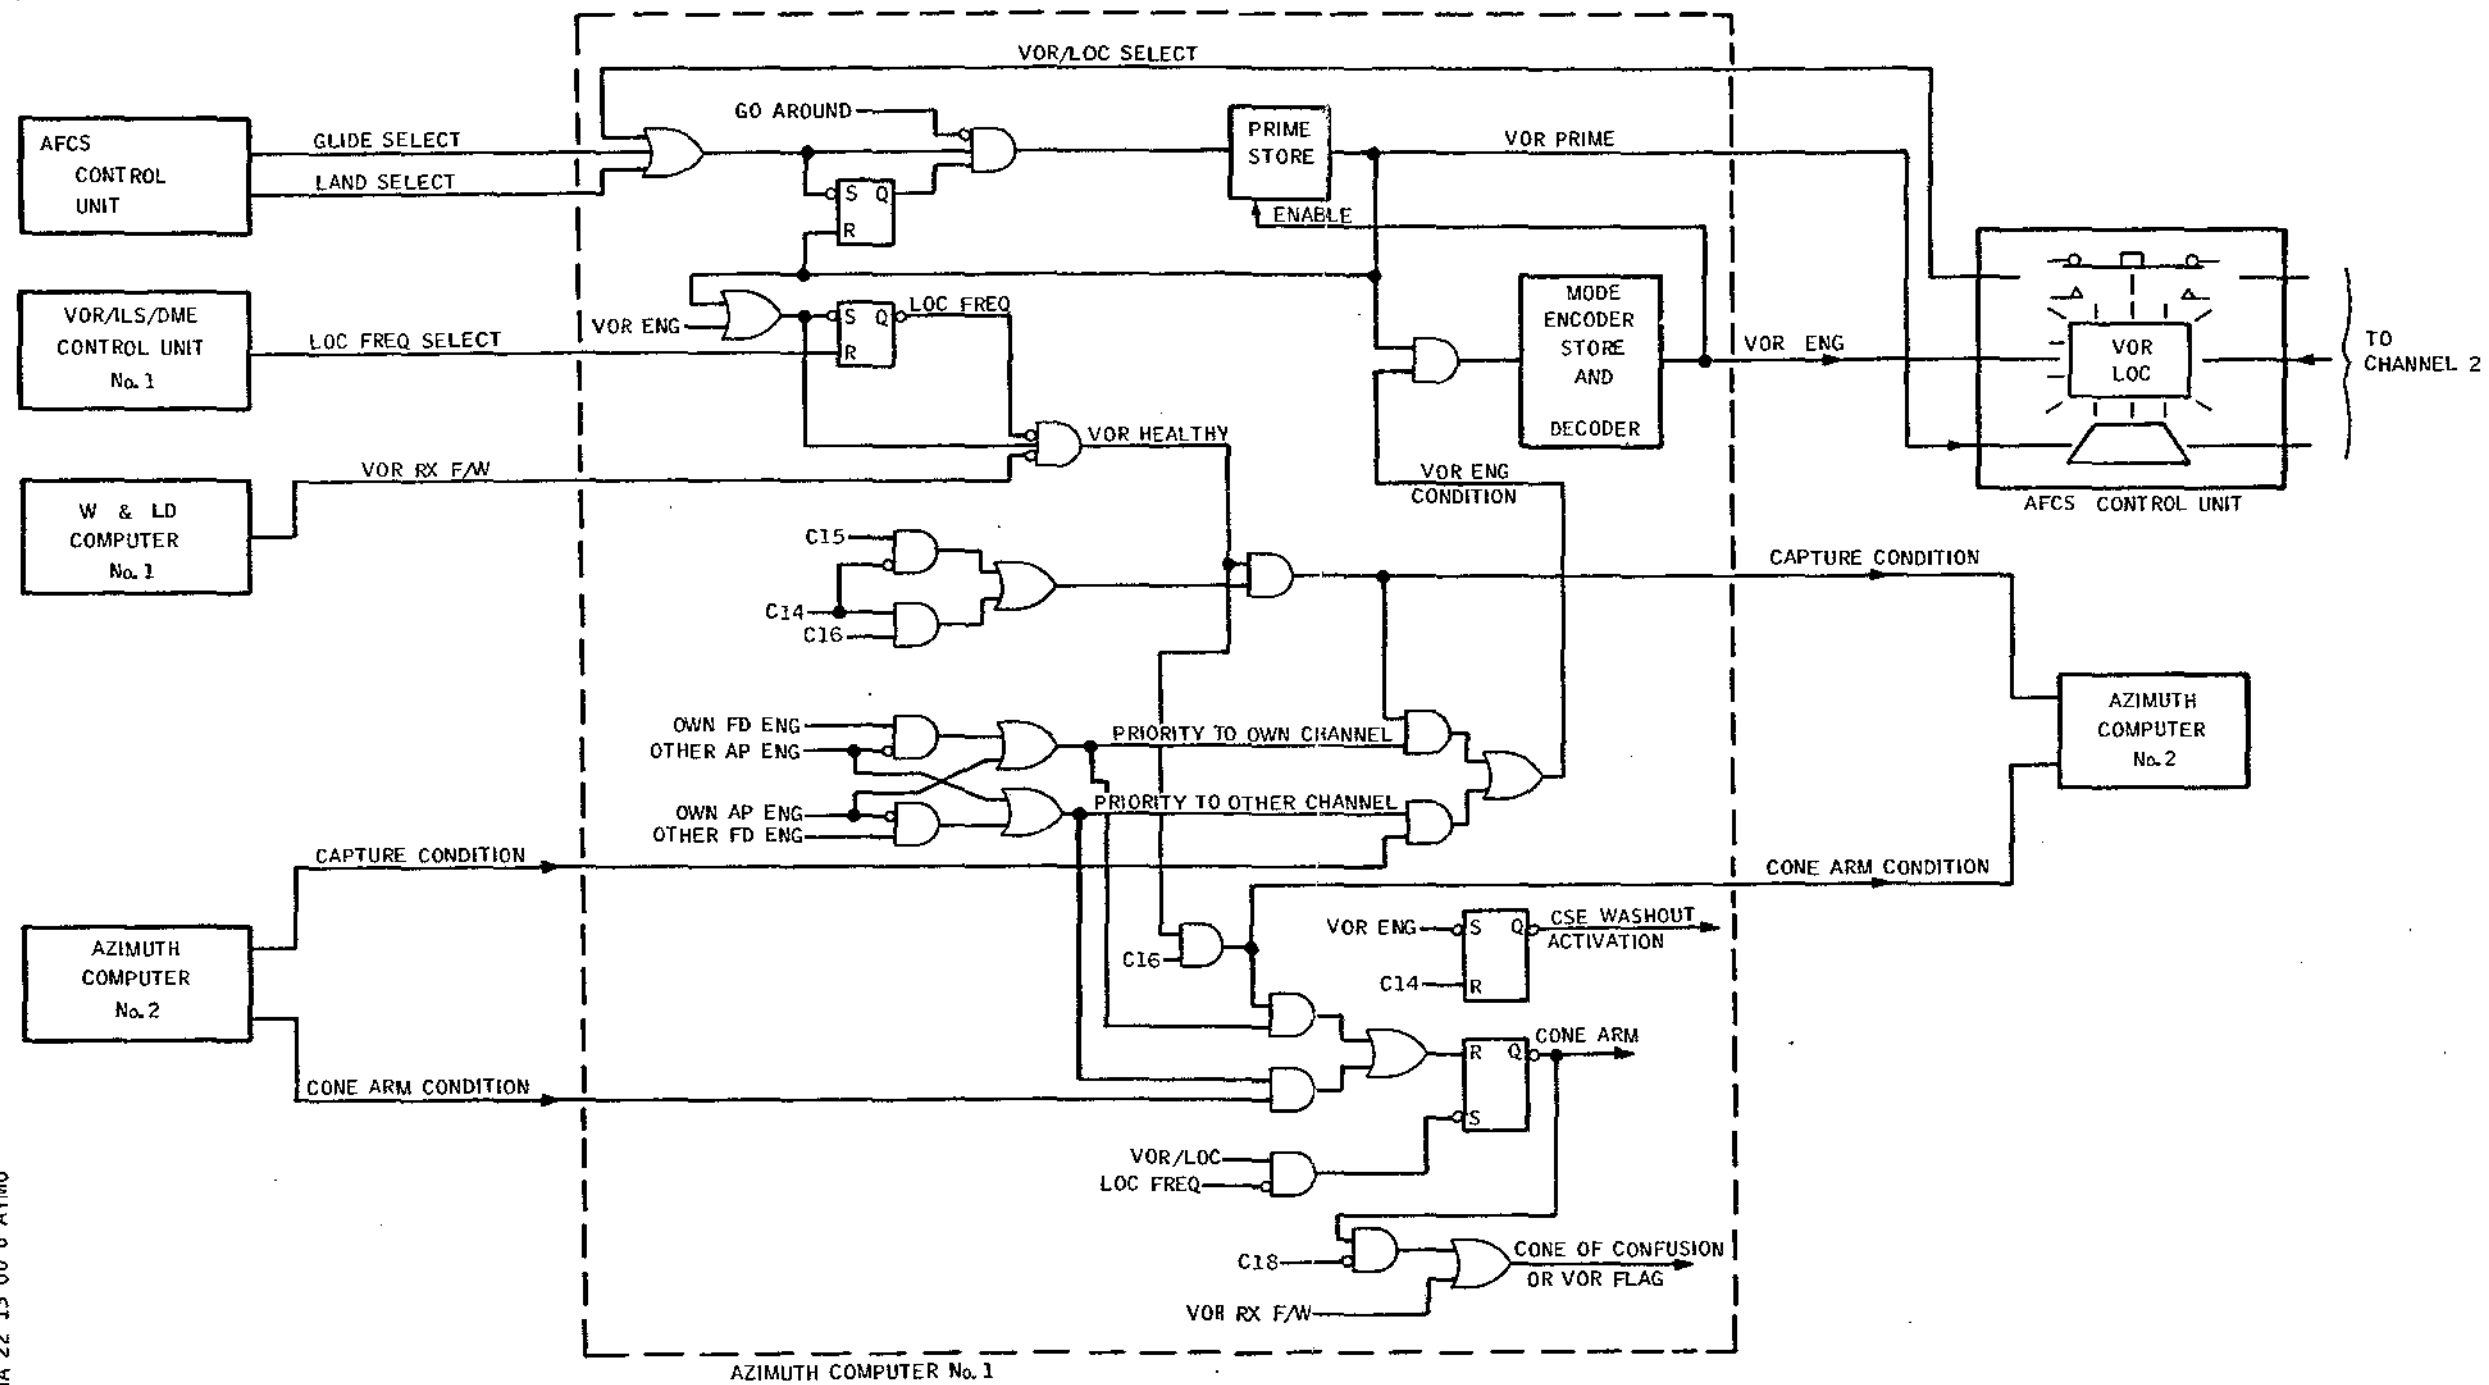 VOR/LOC SELECT
GO AROUND
AFCS
CONTROL
UNIT
GLIDE SELECT
LAND SELECT
S Q
R
PRIME
STORE
VOR PRIME
ENABLE
VOR/ILS/DME
CONTROL UNIT
No.1
LOC FREQ SELECT
VOR ENG
S Q
R
LOC FREQ
MODE
ENCODER
STORE
AND
DECODER
VOR ENG
VOR
LOC
TO
CHANNEL 2
AFCS CONTROL UNIT
VOR HEALTHY
VOR ENG
CONDITION
W & LD
COMPUTER
No.1
VOR RX F/W
C15
C14
C16
CAPTURE CONDITION
OWN FD ENG
OTHER AP ENG
OWN AP ENG
OTHER FD ENG
PRIORITY TO OWN CHANNEL
PRIORITY TO OTHER CHANNEL
AZIMUTH
COMPUTER
No.2
CAPTURE CONDITION
CONE ARM CONDITION
AZIMUTH
COMPUTER
No.2
C16
VOR ENG
S Q
C14
R
CSE WASHOUT
ACTIVATION
CONE ARM CONDITION
R Q
S
CONE ARM
VOR/LOC
LOC FREQ
C18
VOR RX F/W
CONE OF CONFUSION
OR VOR FLAG
AZIMUTH COMPUTER No.1